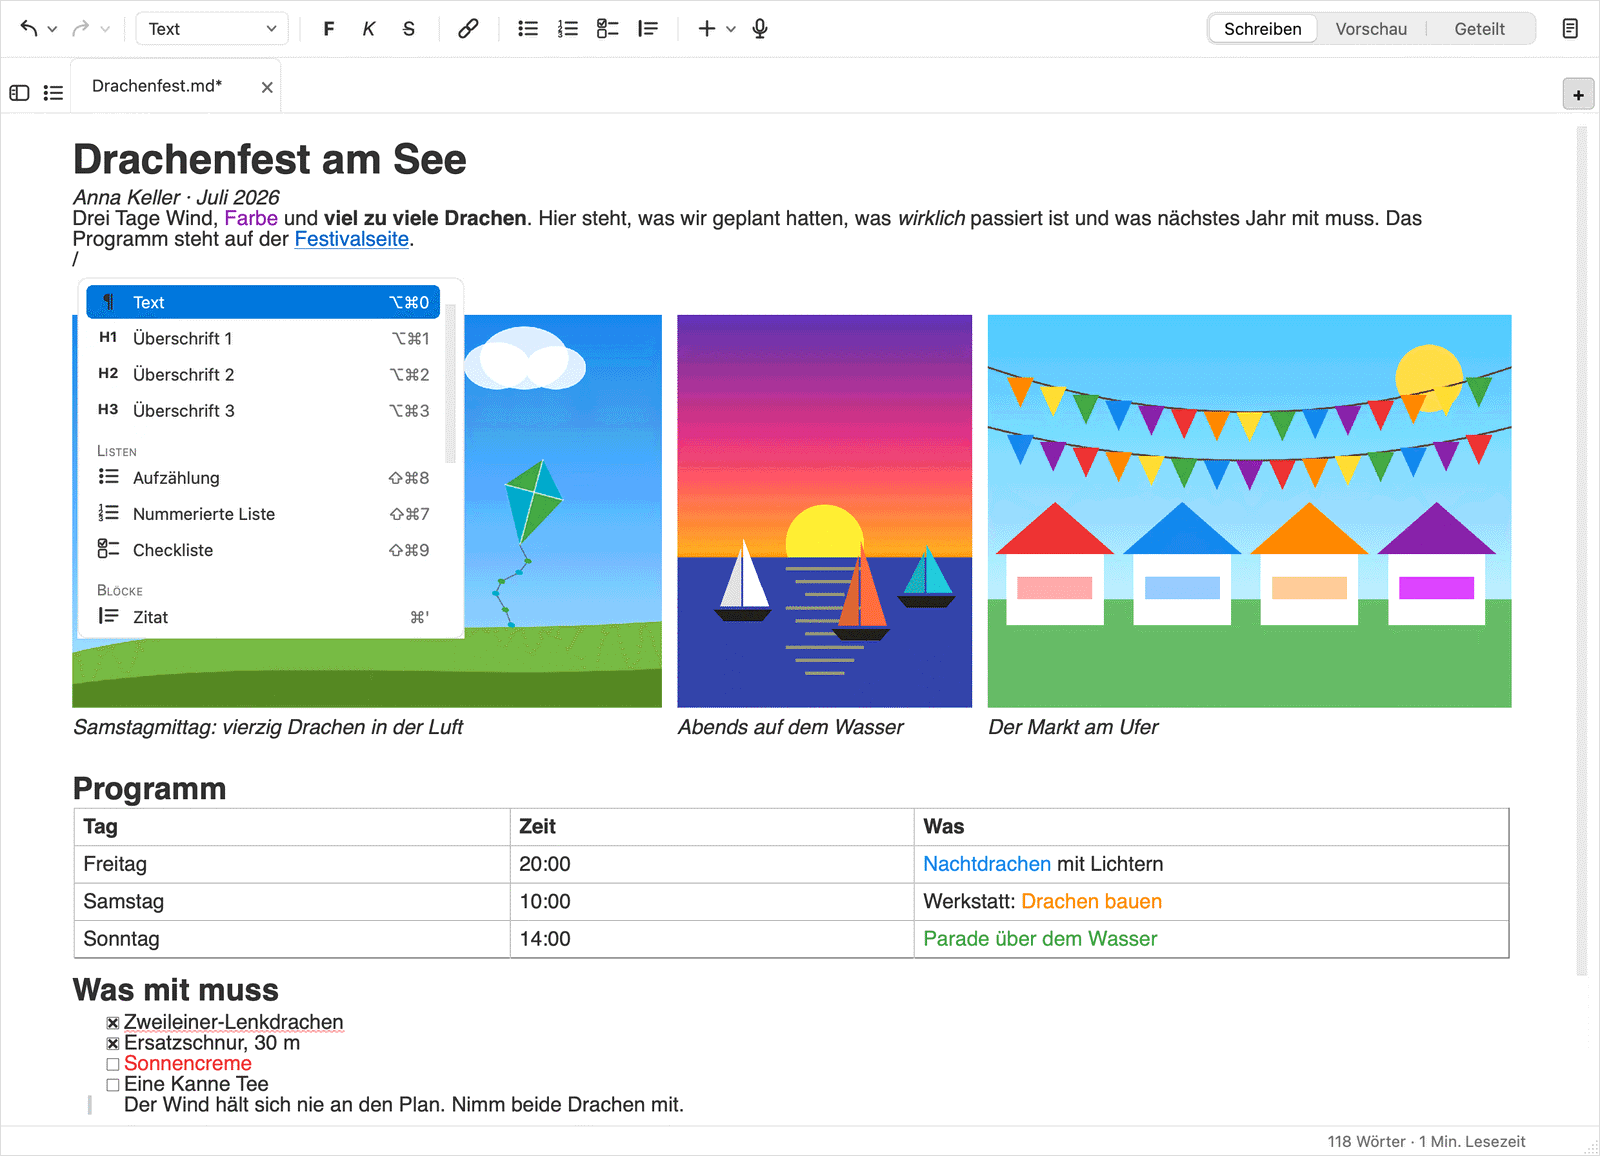 Text
F K S
Schreiben Vorschau Geteilt
Drachenfest.md*
Drachenfest am See
Anna Keller · Juli 2026
Drei Tage Wind, Farbe und viel zu viele Drachen. Hier steht, was wir geplant hatten, was wirklich passiert ist und was nächstes Jahr mit muss. Das
Programm steht auf der Festivalseite.
/
¶ Text ⌥⌘0
H1 Überschrift 1 ⌥⌘1
H2 Überschrift 2 ⌥⌘2
H3 Überschrift 3 ⌥⌘3
Listen
Aufzählung ⇧⌘8
Nummerierte Liste ⇧⌘7
Checkliste ⇧⌘9
Blöcke
Zitat ⌘'
Samstagmittag: vierzig Drachen in der Luft
Abends auf dem Wasser
Der Markt am Ufer
Programm
Tag Zeit Was
Freitag 20:00 Nachtdrachen mit Lichtern
Samstag 10:00 Werkstatt: Drachen bauen
Sonntag 14:00 Parade über dem Wasser
Was mit muss
Zweileiner-Lenkdrachen
Ersatzschnur, 30 m
Sonnencreme
Eine Kanne Tee
Der Wind hält sich nie an den Plan. Nimm beide Drachen mit.
118 Wörter · 1 Min. Lesezeit